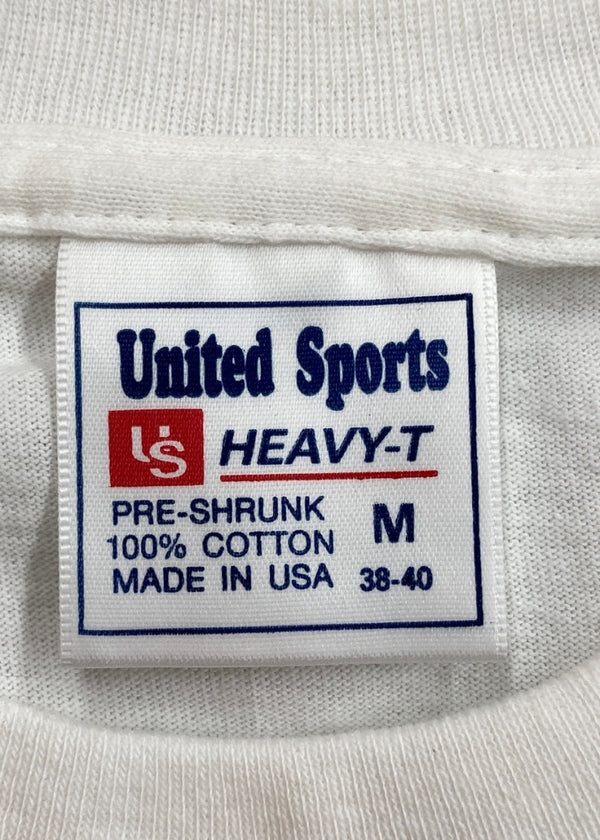 United Sports
US HEAVY-T
PRE-SHRUNK
100% COTTON M
MADE IN USA 38-40